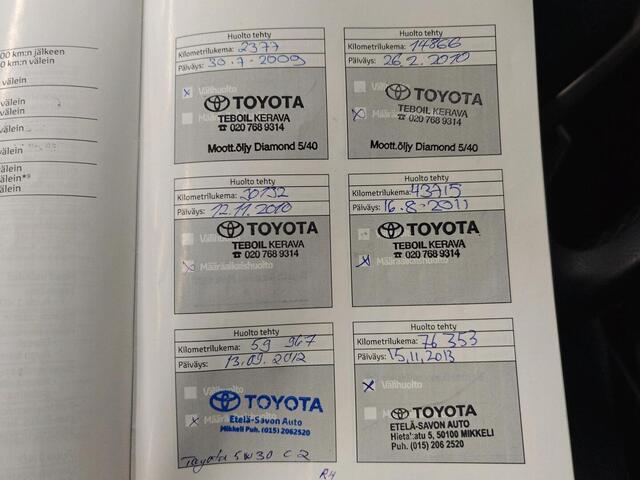 00 km:n jälkeen
0 km:n välein
välein
välein
välein
välein
välein
välein*⁹
välein
Huolto tehty
Kilometrilukema: 2377
Päiväys: 30.7.2009
x Välihuolto
TOYOTA
TEBOIL KERAVA
☎ 020 768 9314
Moott.öljy Diamond 5/40
Huolto tehty
Kilometrilukema: 14866
Päiväys: 26.2.2010
TOYOTA
TEBOIL KERAVA
x ☎ 020 768 9314
Moott.öljy Diamond 5/40
Huolto tehty
Kilometrilukema:
Päiväys: 12.11.2010
TOYOTA
Välihuolto
TEBOIL KERAVA
☎ 020 768 9314
x Määräaikaishuolto
Huolto tehty
Kilometrilukema: 43715
Päiväys: 16.8.2011
TOYOTA
TEBOIL KERAVA
☎ 020 768 9314
x Määräaikaishuolto
Huolto tehty
Kilometrilukema: 59 967
Päiväys: 13.09.2012
Välihuolto
TOYOTA
x Etelä-Savon Auto
Mikkeli Puh. (015) 2062520
Toyota 5W30 C2
Huolto tehty
Kilometrilukema: 76 353
Päiväys: 15.11.2013
x Välihuolto
TOYOTA
ETELÄ-SAVON AUTO
5, 50100 MIKKELI
Puh. (015) 206 2520
R4